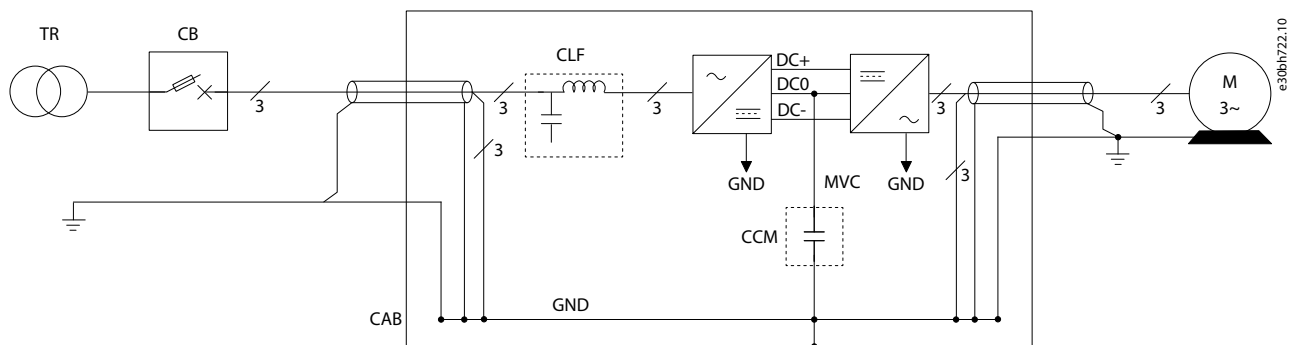 TR
CB
CLF
DC+
DC0
DC-
M
3~
3
3
3
3
3
3
3
GND
MVC
GND
CCM
GND
CAB
e30bh722.10